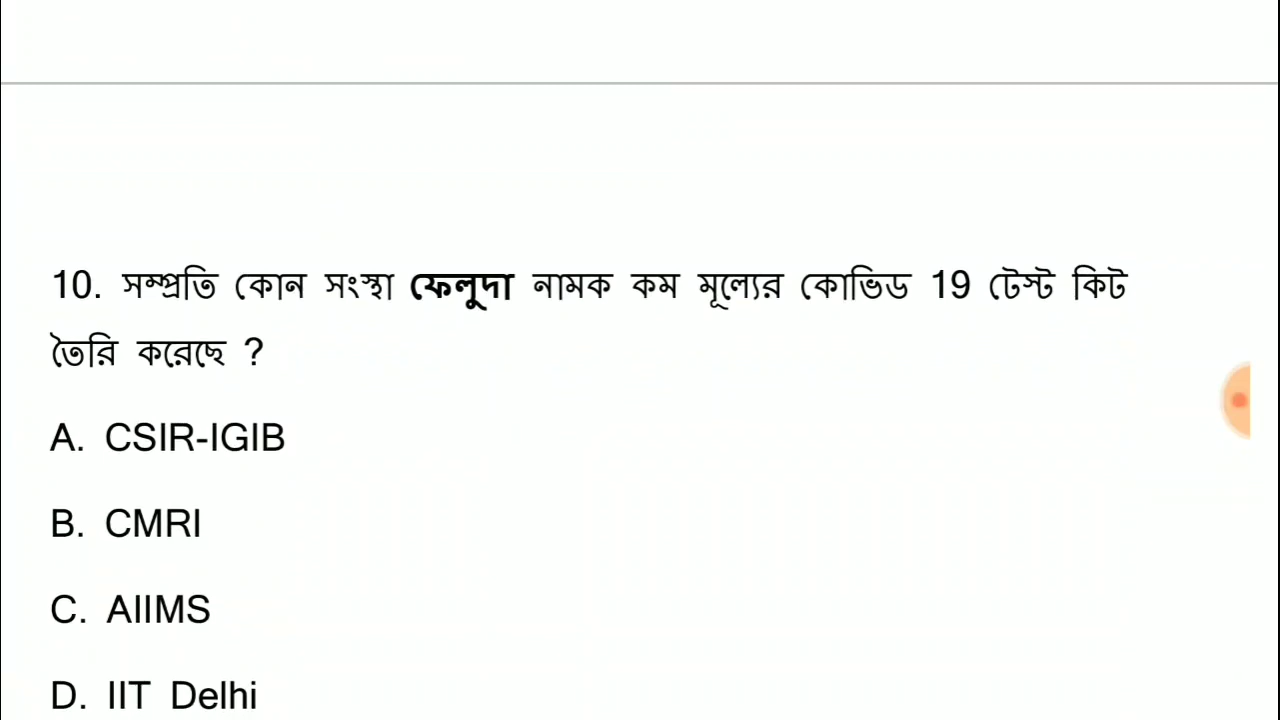 10. সম্প্রতি কোন সংস্থা ফেলুদা নামক কম মূল্যের কোভিড 19 টেস্ট কিট
তৈরি করেছে ?
A. CSIR-IGIB
B. CMRI
C. AIIMS
D. IIT Delhi